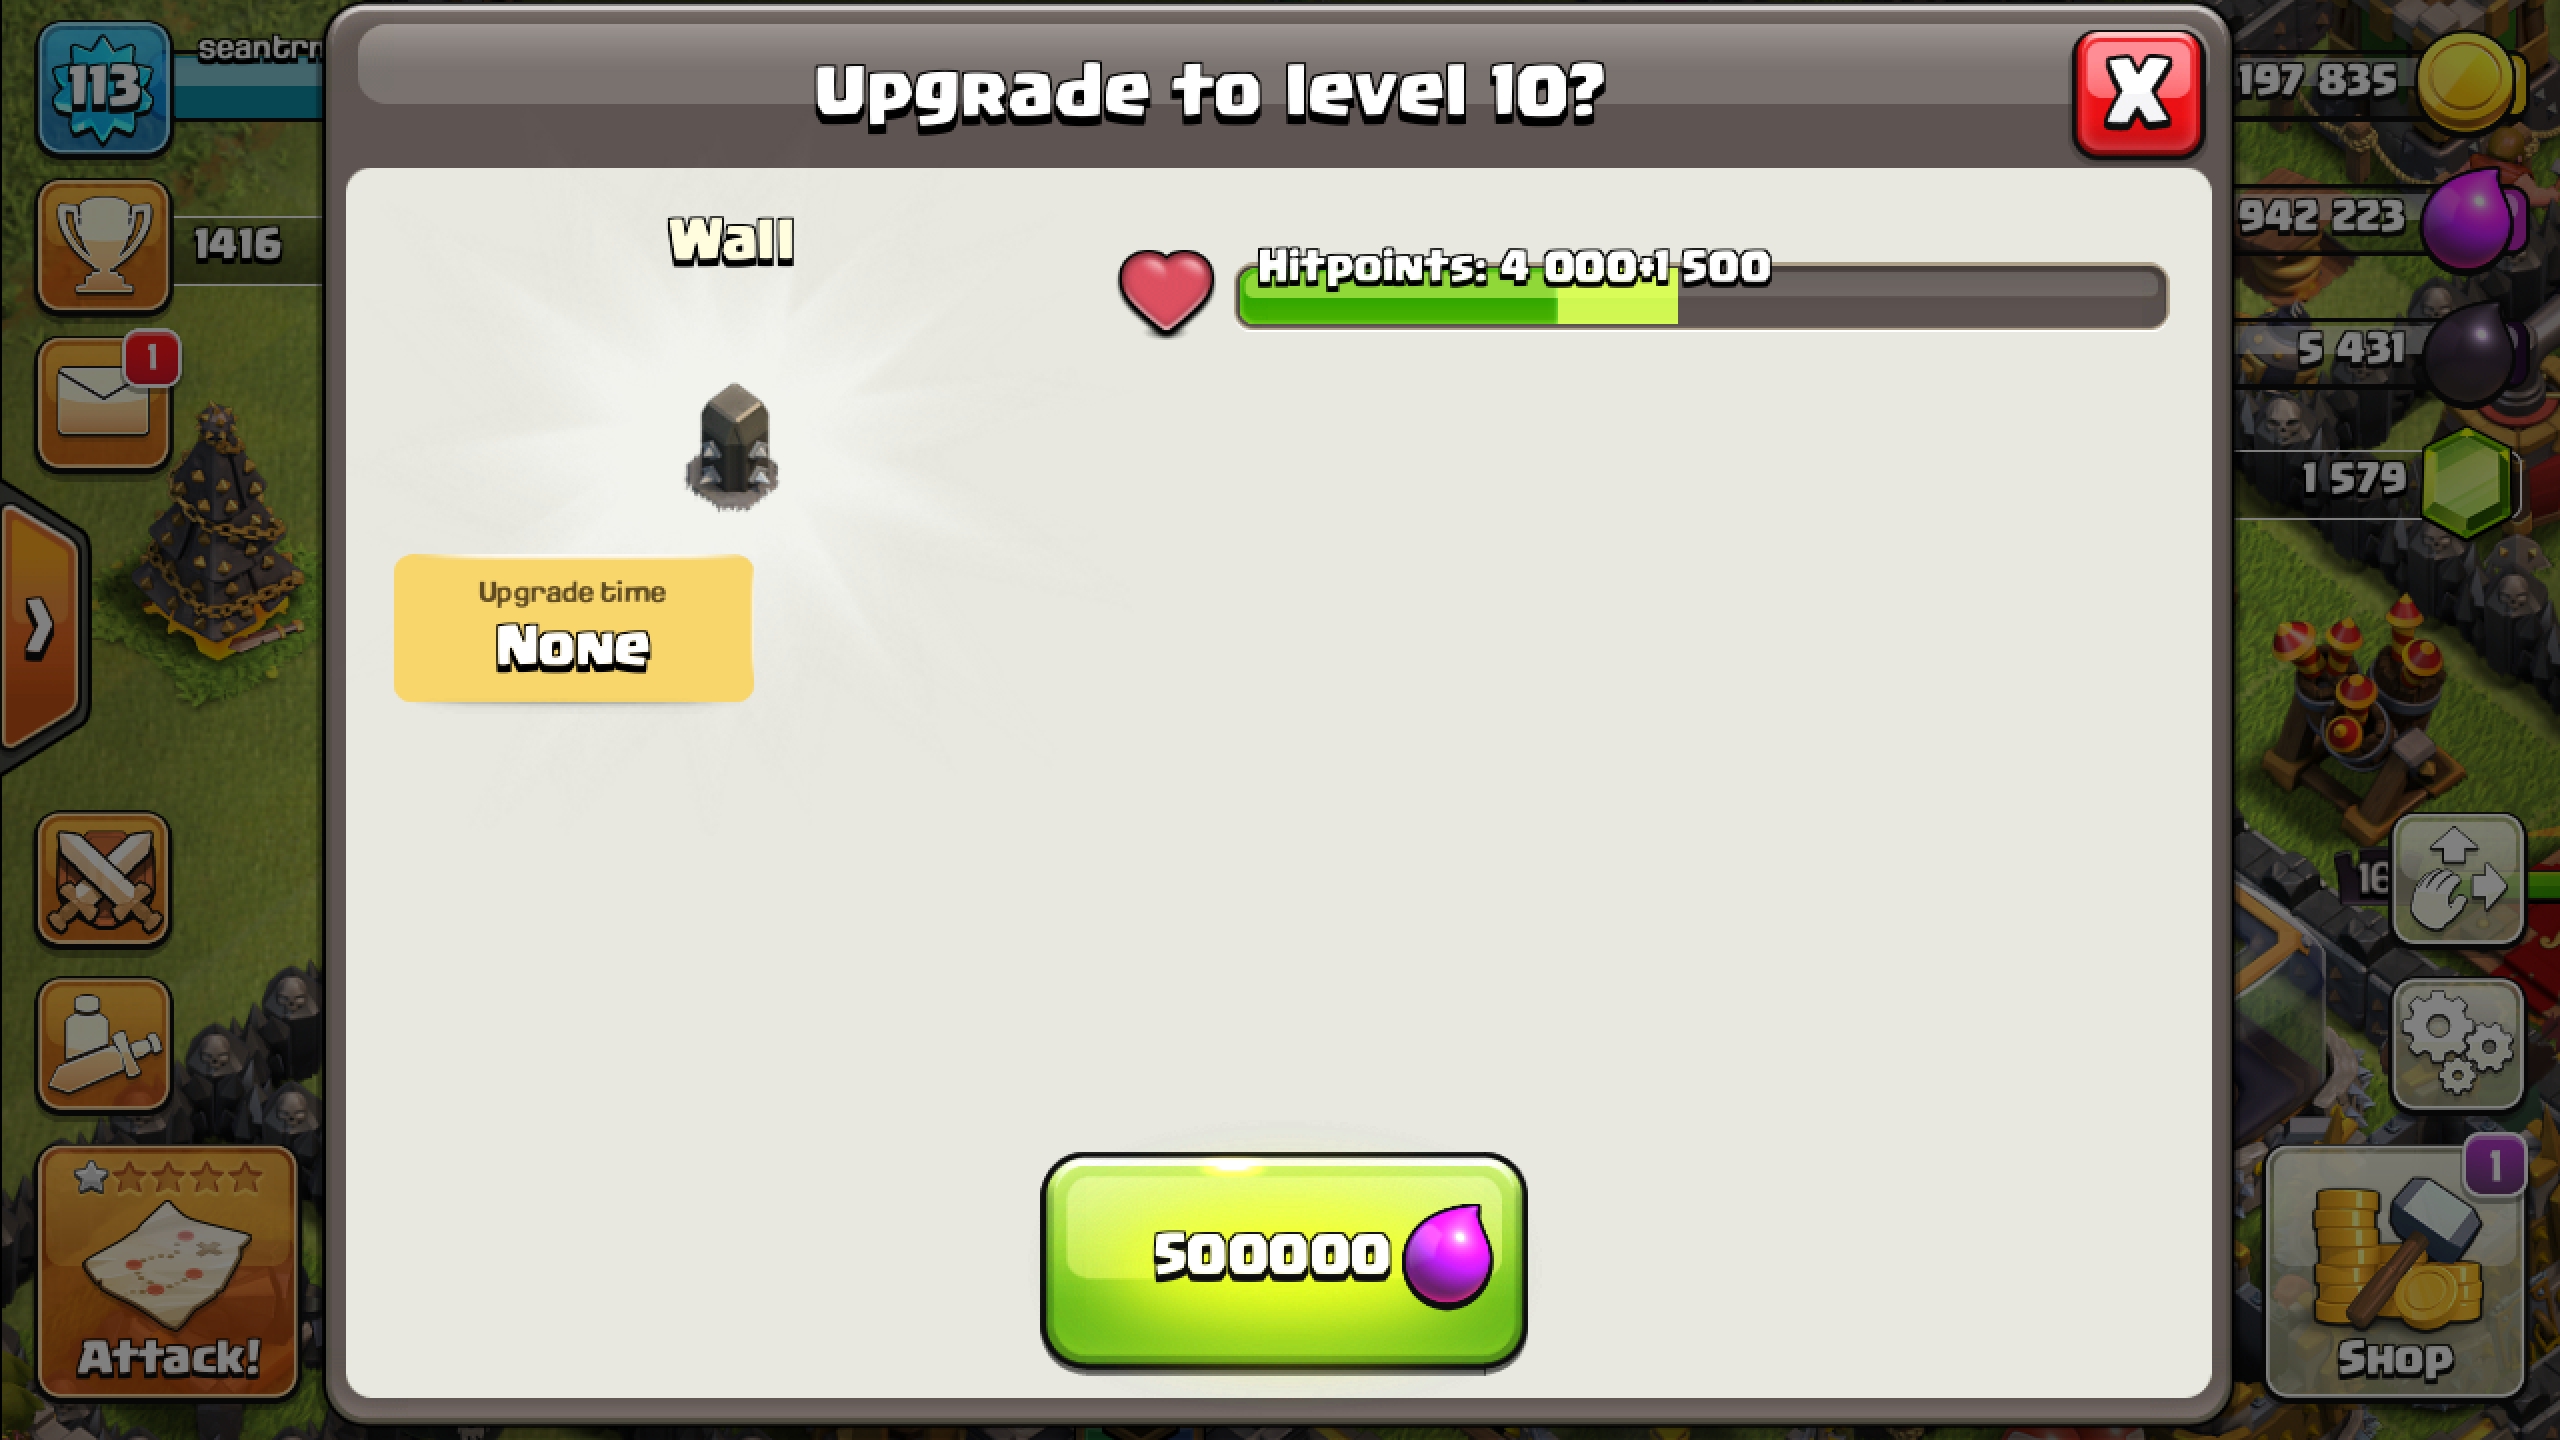 Upgrade to level 10?
X
113
1416
1
197 835
942 223
5 431
1 579
Wall
Hitpoints: 4 000+1 500
Upgrade time
None
500000
Attack!
1
Shop